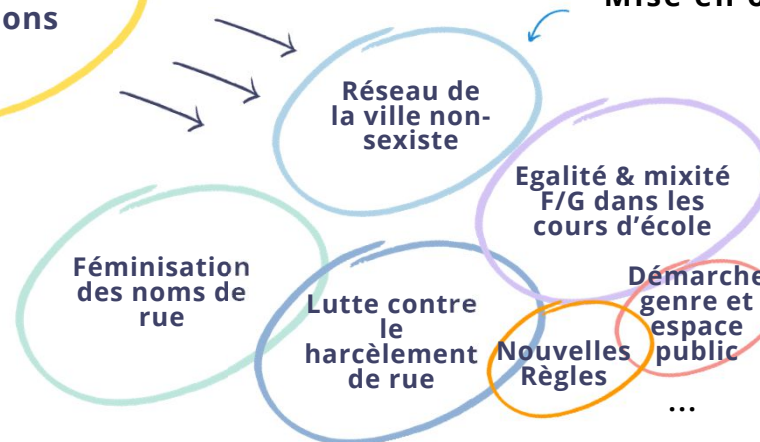 ons
Mise en
Réseau de
la ville non-
sexiste
Egalité & mixité
F/G dans les
cours d’école
Féminisation
des noms de
rue
Lutte contre
le
harcèlement
de rue
Nouvelles
Règles
Démarche
genre et
espace
public
...